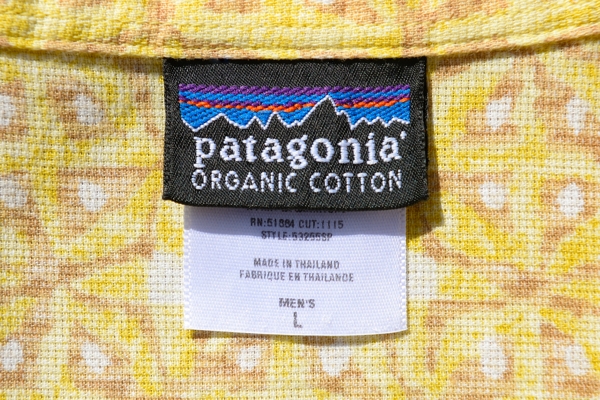 patagonia®
ORGANIC COTTON
RN:51884 CUT:1115
STYLE:53255SP
MADE IN THAILAND
FABRIQUE EN THAILANDE
MEN'S
L